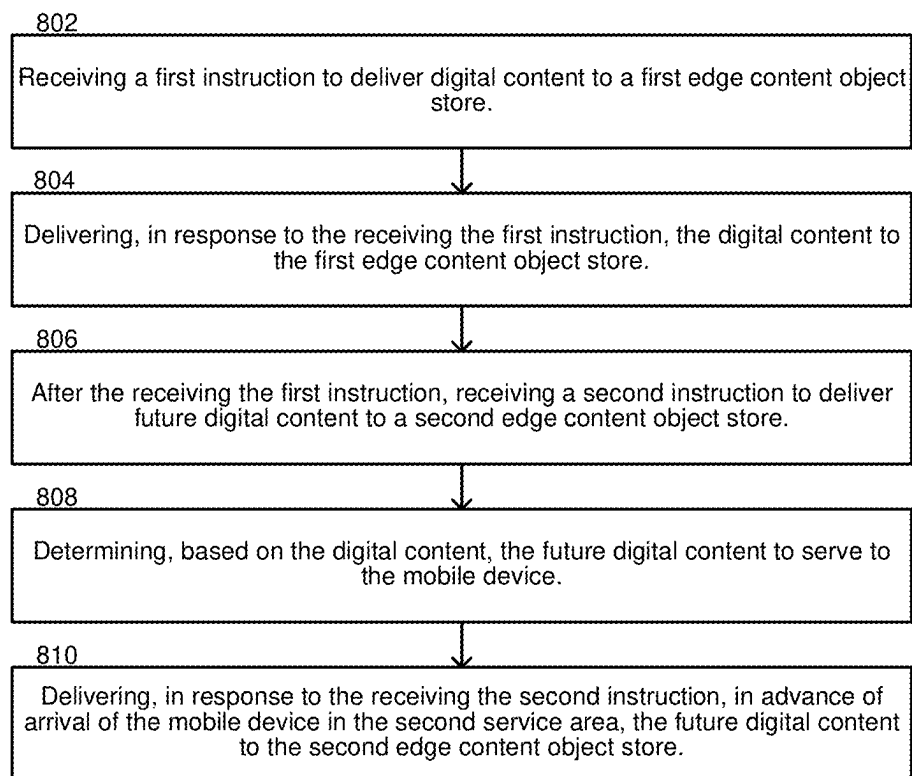 802
Receiving a first instruction to deliver digital content to a first edge content object
store.
804
Delivering, in response to the receiving the first instruction, the digital content to
the first edge content object store.
806
After the receiving the first instruction, receiving a second instruction to deliver
future digital content to a second edge content object store.
808
Determining, based on the digital content, the future digital content to serve to
the mobile device.
810
Delivering, in response to the receiving the second instruction, in advance of
arrival of the mobile device in the second service area, the future digital content
to the second edge content object store.